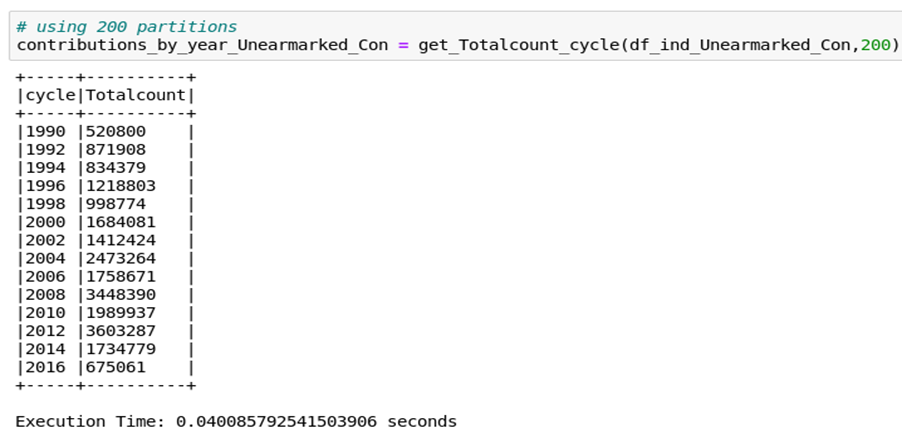 # using 200 partitions
contributions_by_year_Unearmarked_Con = get_Totalcount_cycle(df_ind_Unearmarked_Con,200)
+-----+----------+
|cycle|Totalcount|
+-----+----------+
|1990 |520800    |
|1992 |871908    |
|1994 |834379    |
|1996 |1218803   |
|1998 |998774    |
|2000 |1684081   |
|2002 |1412424   |
|2004 |2473264   |
|2006 |1758671   |
|2008 |3448390   |
|2010 |1989937   |
|2012 |3603287   |
|2014 |1734779   |
|2016 |675061    |
+-----+----------+
Execution Time: 0.040085792541503906 seconds